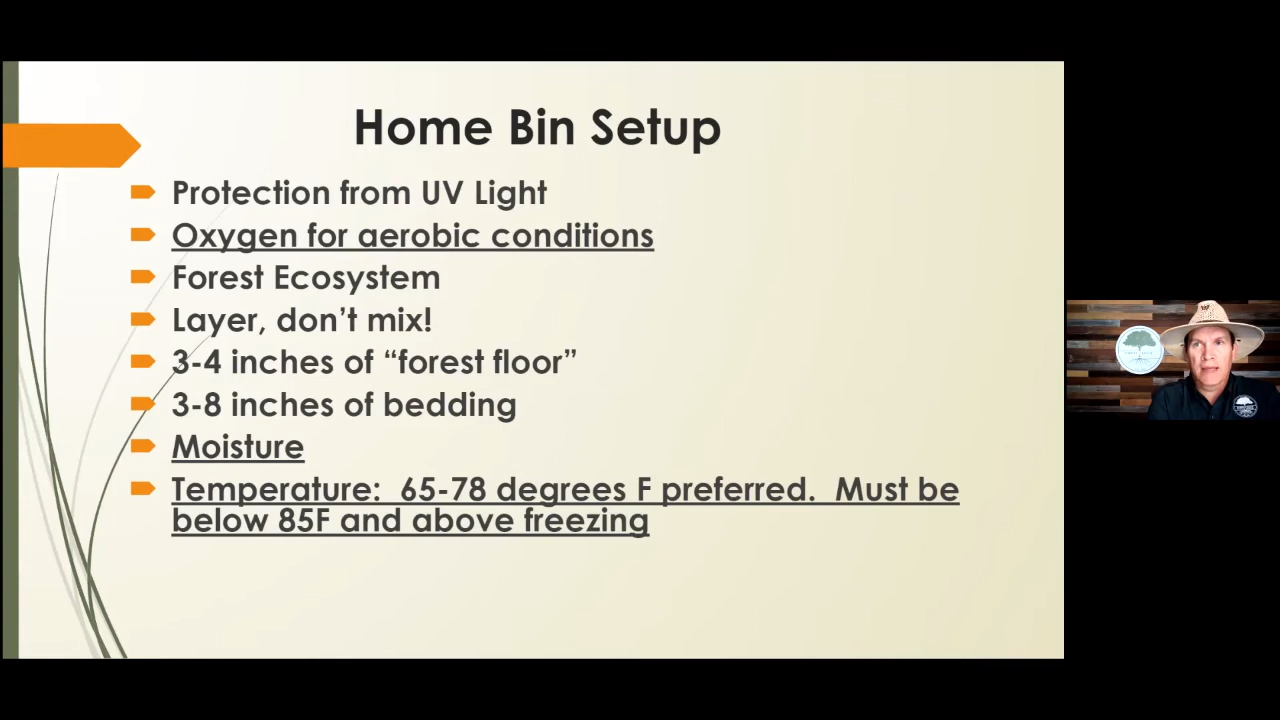 Home Bin Setup
Protection from UV Light
Oxygen for aerobic conditions
Forest Ecosystem
Layer, don’t mix!
3-4 inches of “forest floor”
3-8 inches of bedding
Moisture
Temperature:  65-78 degrees F preferred.  Must be
below 85F and above freezing